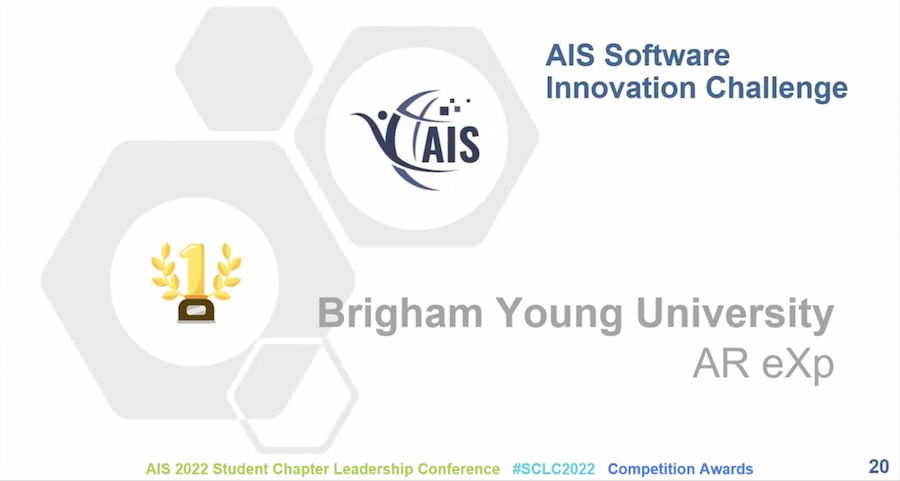 AIS Software
Innovation Challenge
AIS
1
Brigham Young University
AR eXp
AIS 2022 Student Chapter Leadership Conference #SCLC2022 Competition Awards 20